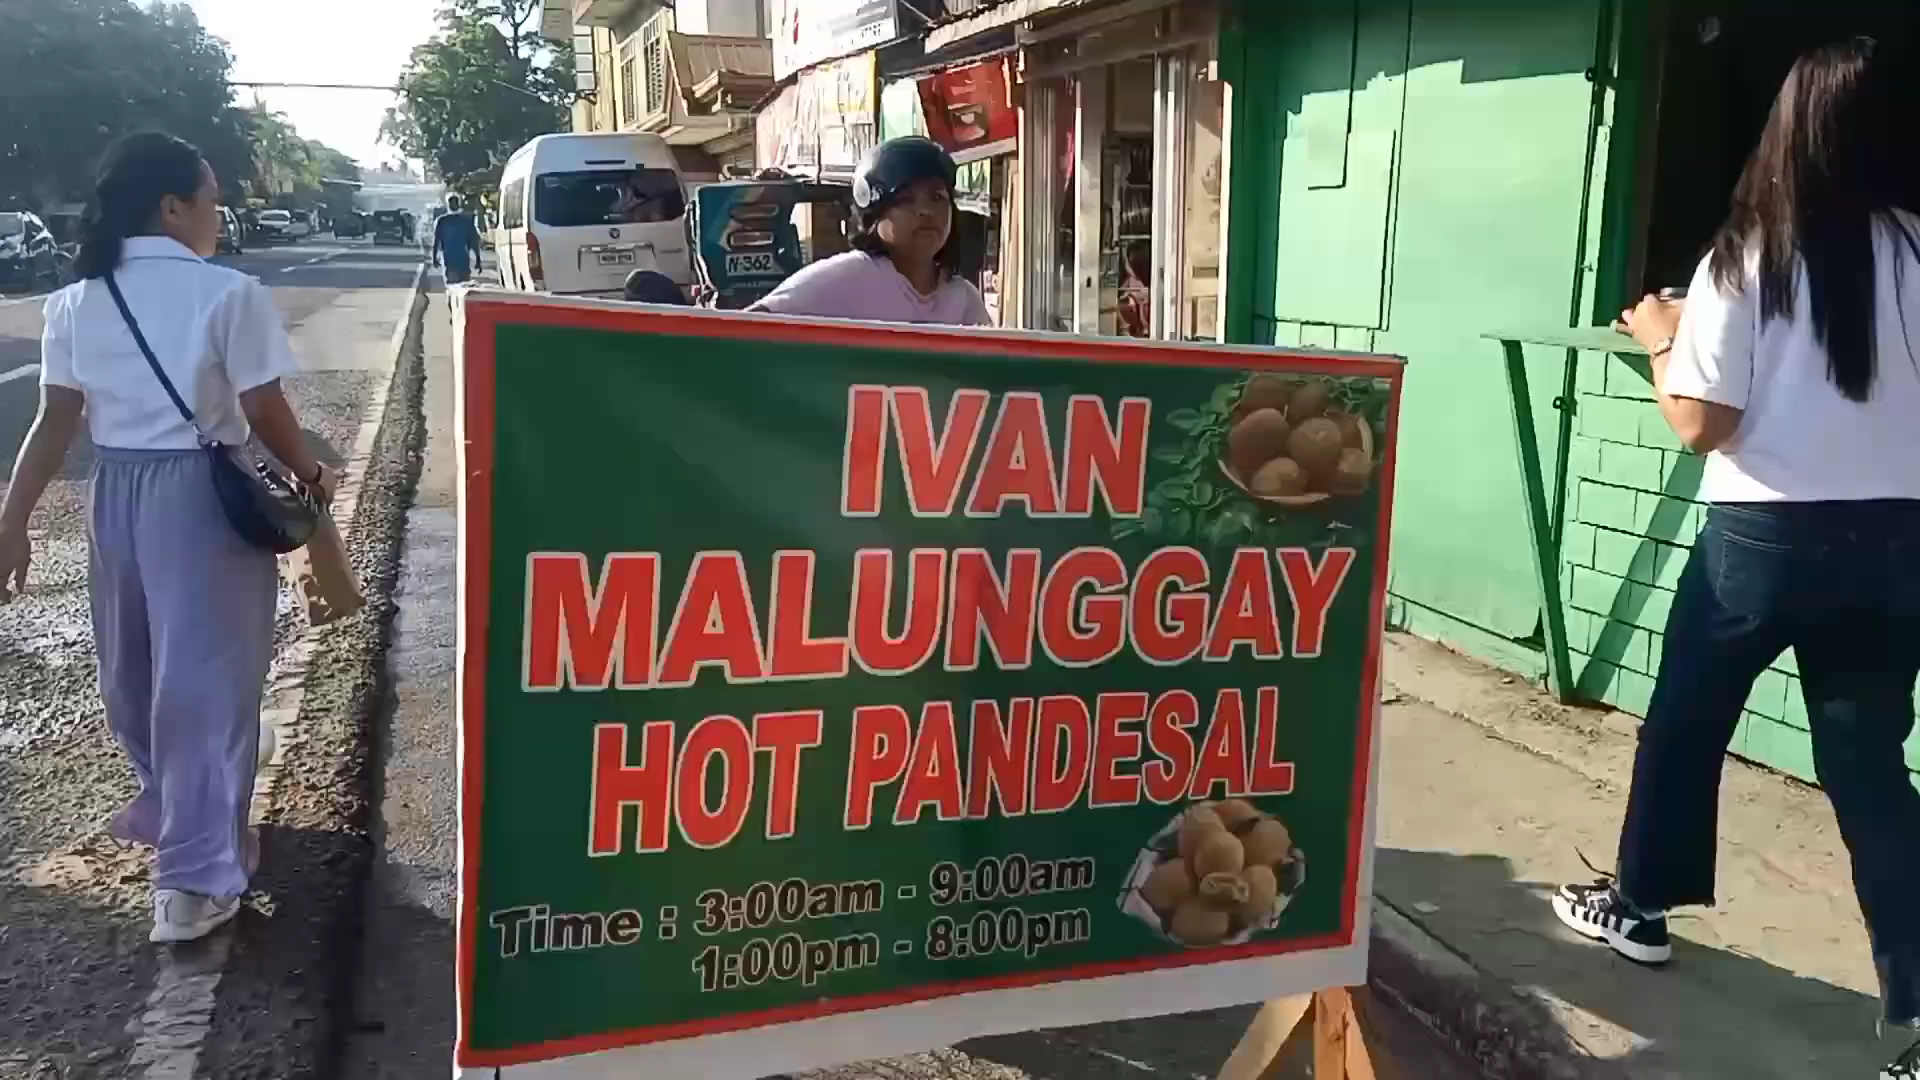 N-362
IVAN
MALUNGGAY
HOT PANDESAL
Time : 3:00am - 9:00am
1:00pm - 8:00pm